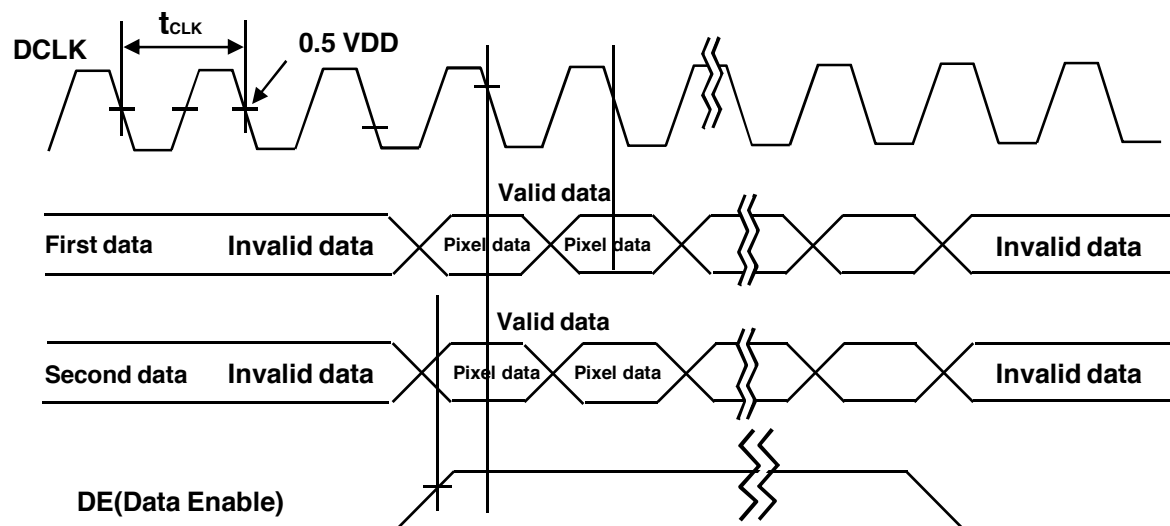 tCLK
DCLK
0.5 VDD
Valid data
First data Invalid data Pixel data Pixel data Invalid data
Valid data
Second data Invalid data Pixel data Pixel data Invalid data
DE(Data Enable)